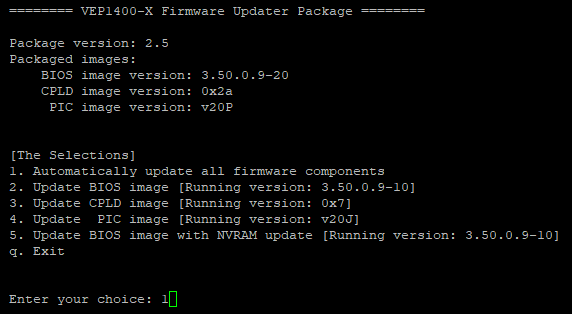 ======== VEP1400-X Firmware Updater Package ========
Package version: 2.5
Packaged images:
    BIOS image version: 3.50.0.9-20
    CPLD image version: 0x2a
     PIC image version: v20P
[The Selections]
1. Automatically update all firmware components
2. Update BIOS image [Running version: 3.50.0.9-10]
3. Update CPLD image [Running version: 0x7]
4. Update  PIC image [Running version: v20J]
5. Update BIOS image with NVRAM update [Running version: 3.50.0.9-10]
q. Exit
Enter your choice: 1